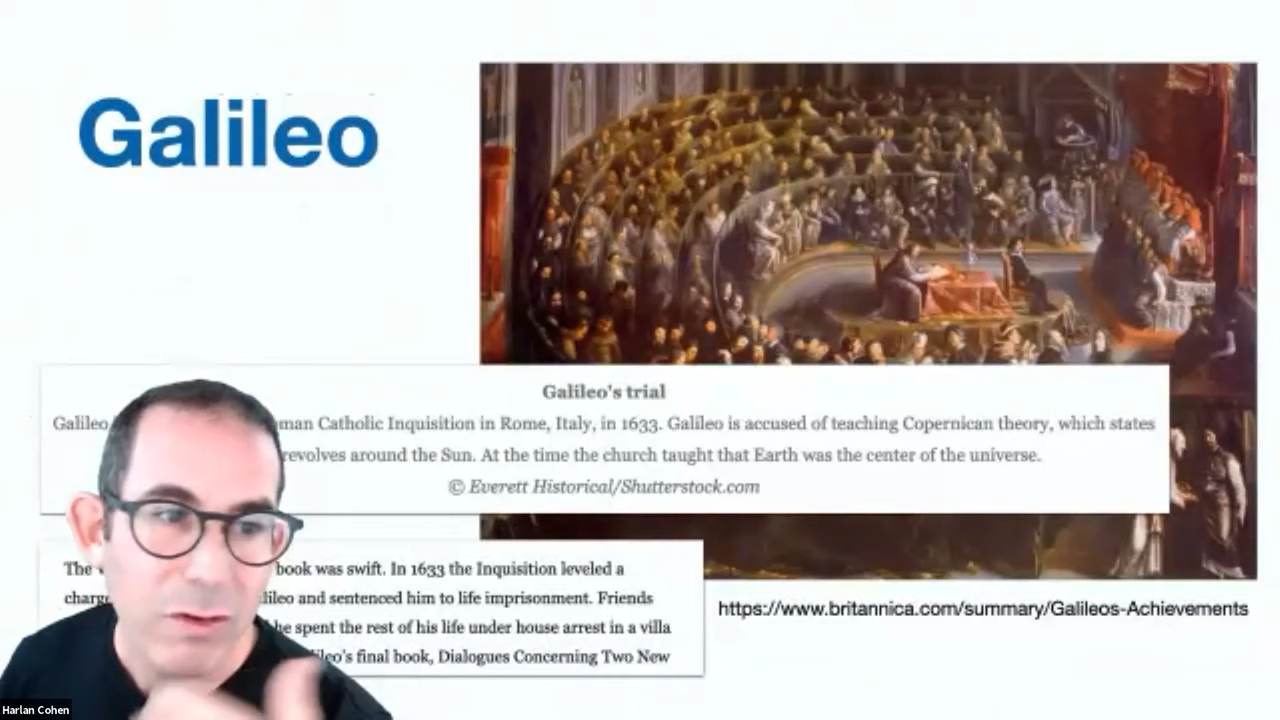 Galileo
Galileo's trial
Galileo man Catholic Inquisition in Rome, Italy, in 1633. Galileo is accused of teaching Copernican theory, which states
revolves around the Sun. At the time the church taught that Earth was the center of the universe.
© Everett Historical/Shutterstock.com
The book was swift. In 1633 the Inquisition leveled a
charg lileo and sentenced him to life imprisonment. Friends
he spent the rest of his life under house arrest in a villa
ileo's final book, Dialogues Concerning Two New
https://www.britannica.com/summary/Galileos-Achievements
Harlan Cohen